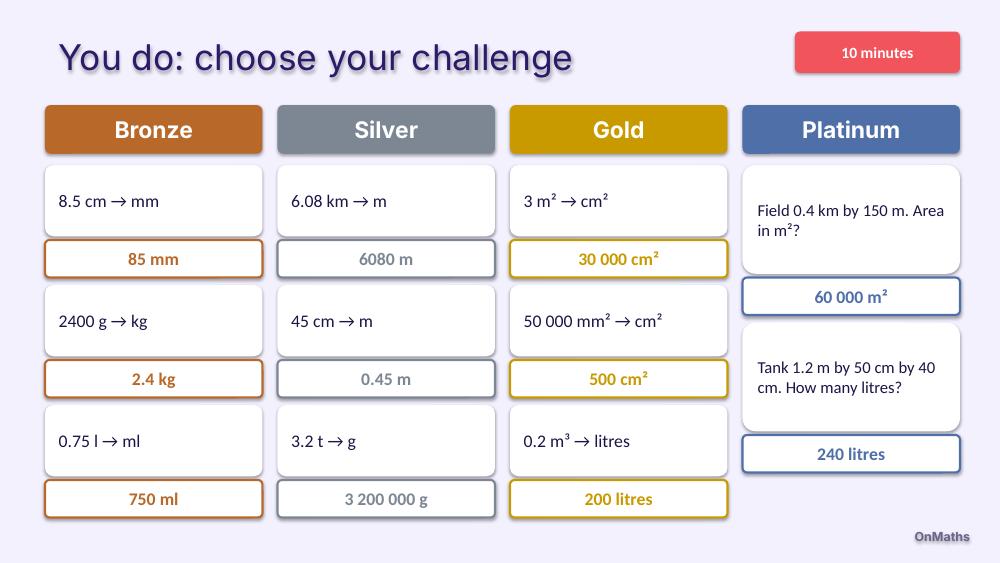 You do: choose your challenge
10 minutes
Bronze
8.5 cm → mm
85 mm
2400 g → kg
2.4 kg
0.75 l → ml
750 ml
Silver
6.08 km → m
6080 m
45 cm → m
0.45 m
3.2 t → g
3 200 000 g
Gold
3 m² → cm²
30 000 cm²
50 000 mm² → cm²
500 cm²
0.2 m³ → litres
200 litres
Platinum
Field 0.4 km by 150 m. Area
in m²?
60 000 m²
Tank 1.2 m by 50 cm by 40
cm. How many litres?
240 litres
OnMaths